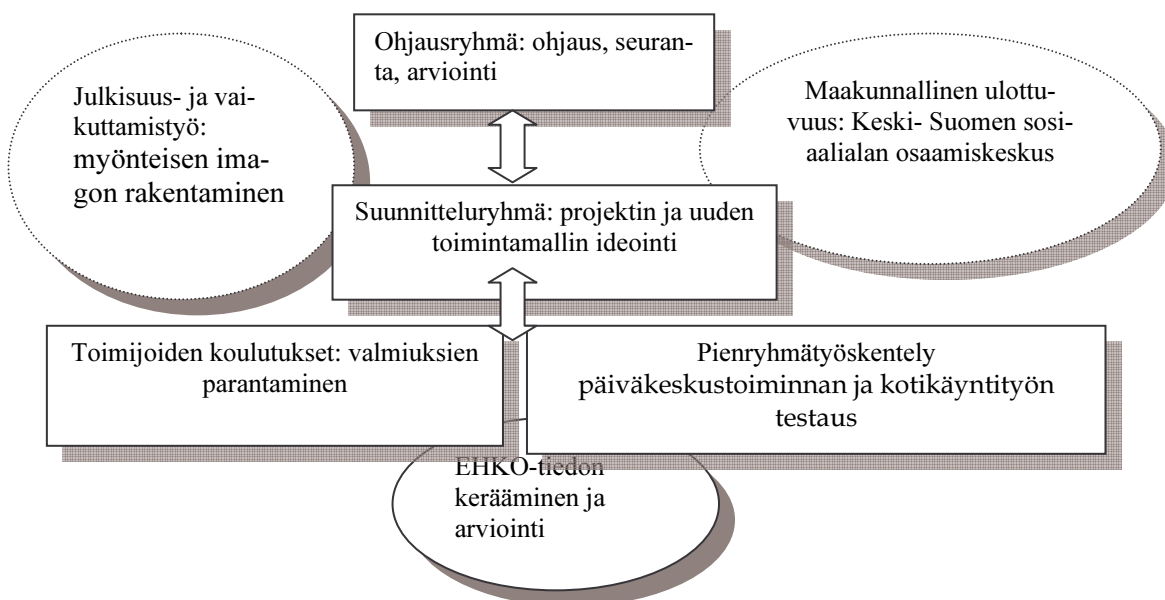 Ohjausryhmä: ohjaus, seuran-
ta, arviointi
Julkisuus- ja vai-
kuttamistyö:
myönteisen ima-
gon rakentaminen
Maakunnallinen ulottu-
vuus: Keski- Suomen sosi-
aalialan osaamiskeskus
Suunnitteluryhmä: projektin ja uuden
toimintamallin ideointi
Toimijoiden koulutukset: valmiuksien
parantaminen
Pienryhmätyöskentely
päiväkeskustoiminnan ja kotikäyntityön
testaus
EHKO-tiedon
kerääminen ja
arviointi